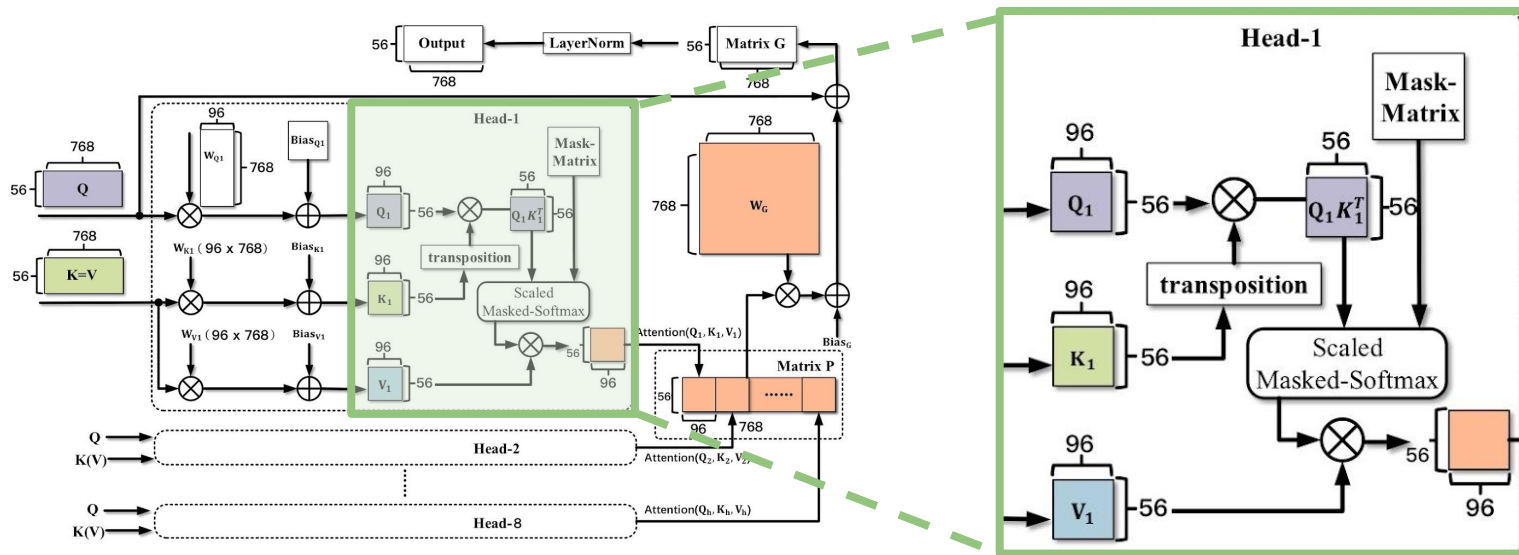 56
Output
768
LayerNorm
56
Matrix G
768
768
56
Q
96
W_Q1
768
Bias_Q1
768
56
K=V
W_K1 (96 x 768)
Bias_K1
W_V1 (96 x 768)
Bias_V1
Head-1
Mask-
Matrix
96
Q_1
56
56
Q_1K_1^T
56
transposition
96
K_1
56
Scaled
Masked-Softmax
96
V_1
56
56
96
Attention(Q_1, K_1, V_1)
768
768
W_G
Bias_G
Matrix P
56
......
96
768
Q
K(V)
Head-2
Attention(Q_2, K_2, V_2)
Q
K(V)
Head-8
Attention(Q_h, K_h, V_h)
Head-1
Mask-
Matrix
96
Q_1
56
56
Q_1K_1^T
56
transposition
96
K_1
56
Scaled
Masked-Softmax
96
V_1
56
56
96